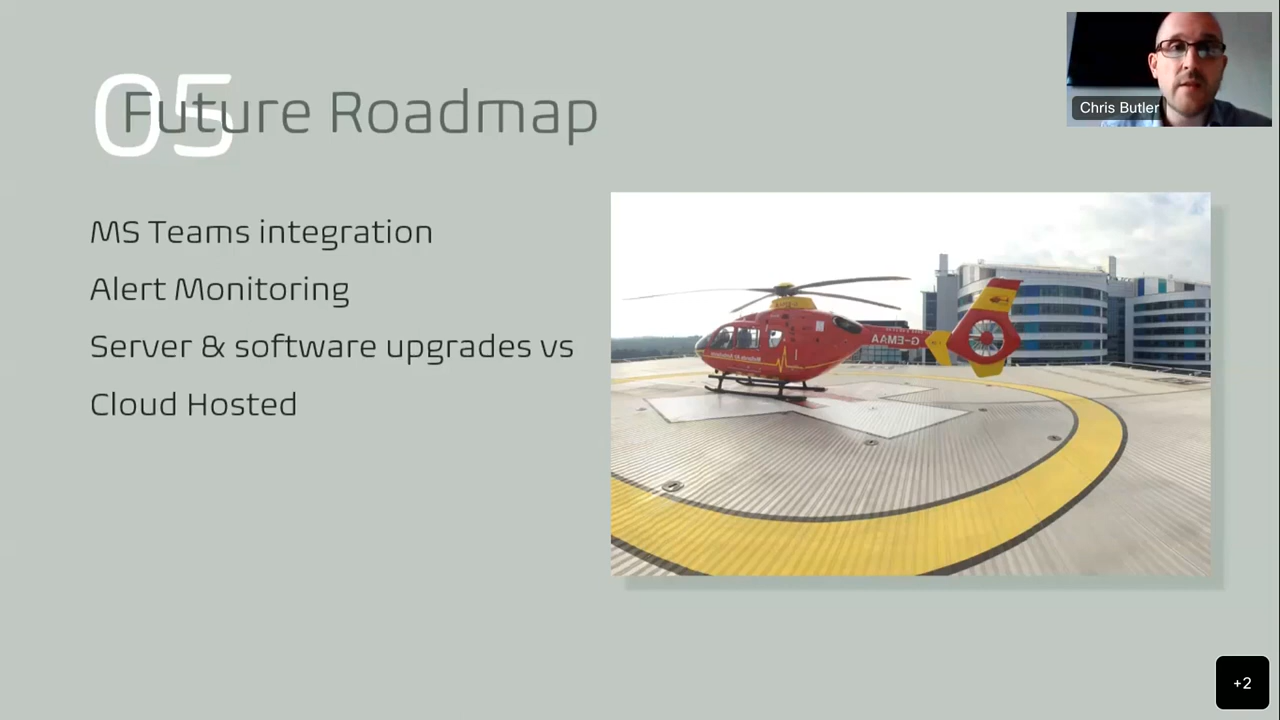 05
Future Roadmap
MS Teams integration
Alert Monitoring
Server & software upgrades vs
Cloud Hosted
Chris Butler
G-EMAA
+2